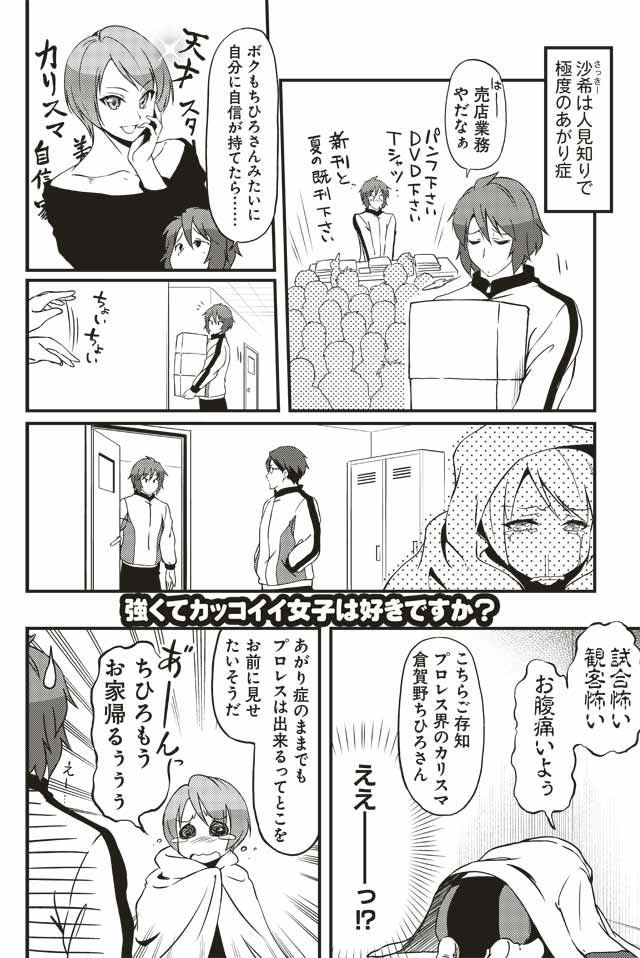 沙希は人見知りで
さっきー
極度のあがり症
はー
売店業務
やだなぁ
パンフ下さい
DVD下さい
Tシャツ
新刊と
夏の既刊下さい
ボクもちひろさんみたいに
自分に自信が持てたら……
天才
スタ
美
カリスマ
自信
ちょい
ちょい
強くてカッコイイ女子は好きですか?
試合怖い
観客怖い
お腹痛いよぅ
こちらご存知
プロレス界のカリスマ
倉賀野ちひろさん
ええ──っ!?
あがり症のままでも
プロレスは出来るってとこを
お前に見せ
たいそうだ
あ゛──んっ
ちひろもう
お家帰るぅぅぅ
え─